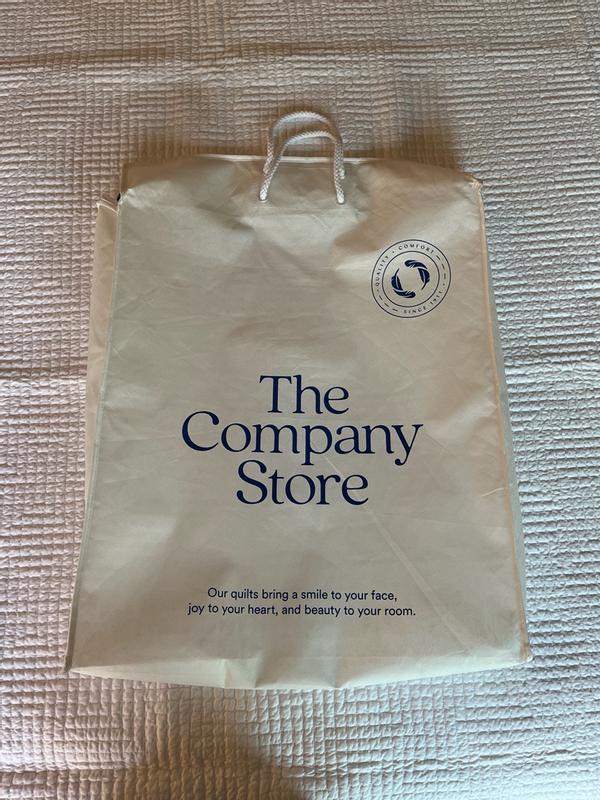 QUALITY • COMFORT
SINCE 1911
The
Company
Store
Our quilts bring a smile to your face,
joy to your heart, and beauty to your room.